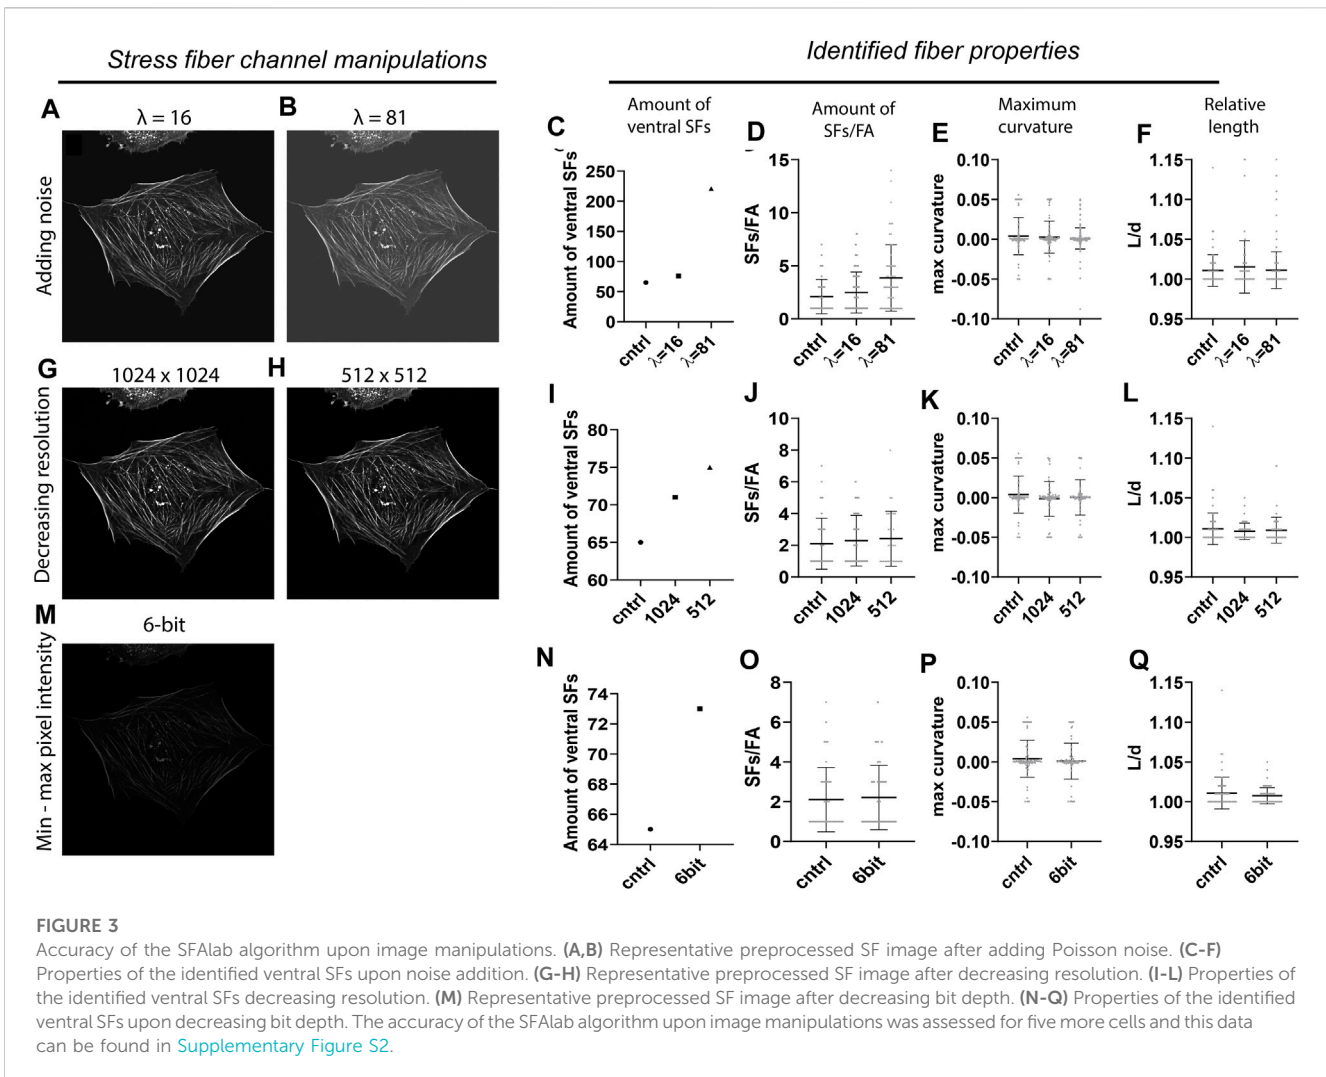 Stress fiber channel manipulations
Identified fiber properties
A
λ = 16
B
λ = 81
Adding noise
C
Amount of
ventral SFs
Amount of ventral SFs
250
200
150
100
50
0
cntrl
λ=16
λ=81
D
Amount of
SFs/FA
SFs/FA
15
10
5
0
cntrl
λ=16
λ=81
E
Maximum
curvature
max curvature
0.10
0.05
0.00
-0.05
-0.10
cntrl
λ=16
λ=81
F
Relative
length
L/d
1.15
1.10
1.05
1.00
0.95
cntrl
λ=16
λ=81
G
1024 x 1024
H
512 x 512
Decreasing resolution
I
Amount of ventral SFs
80
75
70
65
60
cntrl
1024
512
J
SFs/FA
10
8
6
4
2
0
cntrl
1024
512
K
max curvature
0.10
0.05
0.00
-0.05
-0.10
cntrl
1024
512
L
L/d
1.15
1.10
1.05
1.00
0.95
cntrl
1024
512
M
6-bit
Min - max pixel intensity
N
Amount of ventral SFs
74
72
70
68
66
64
cntrl
6bit
O
SFs/FA
8
6
4
2
0
cntrl
6bit
P
max curvature
0.10
0.05
0.00
-0.05
-0.10
cntrl
6bit
Q
L/d
1.15
1.10
1.05
1.00
0.95
cntrl
6bit
FIGURE 3
Accuracy of the SFAlab algorithm upon image manipulations. (A,B) Representative preprocessed SF image after adding Poisson noise. (C-F)
Properties of the identified ventral SFs upon noise addition. (G-H) Representative preprocessed SF image after decreasing resolution. (I-L) Properties of
the identified ventral SFs decreasing resolution. (M) Representative preprocessed SF image after decreasing bit depth. (N-Q) Properties of the identified
ventral SFs upon decreasing bit depth. The accuracy of the SFAlab algorithm upon image manipulations was assessed for five more cells and this data
can be found in Supplementary Figure S2.